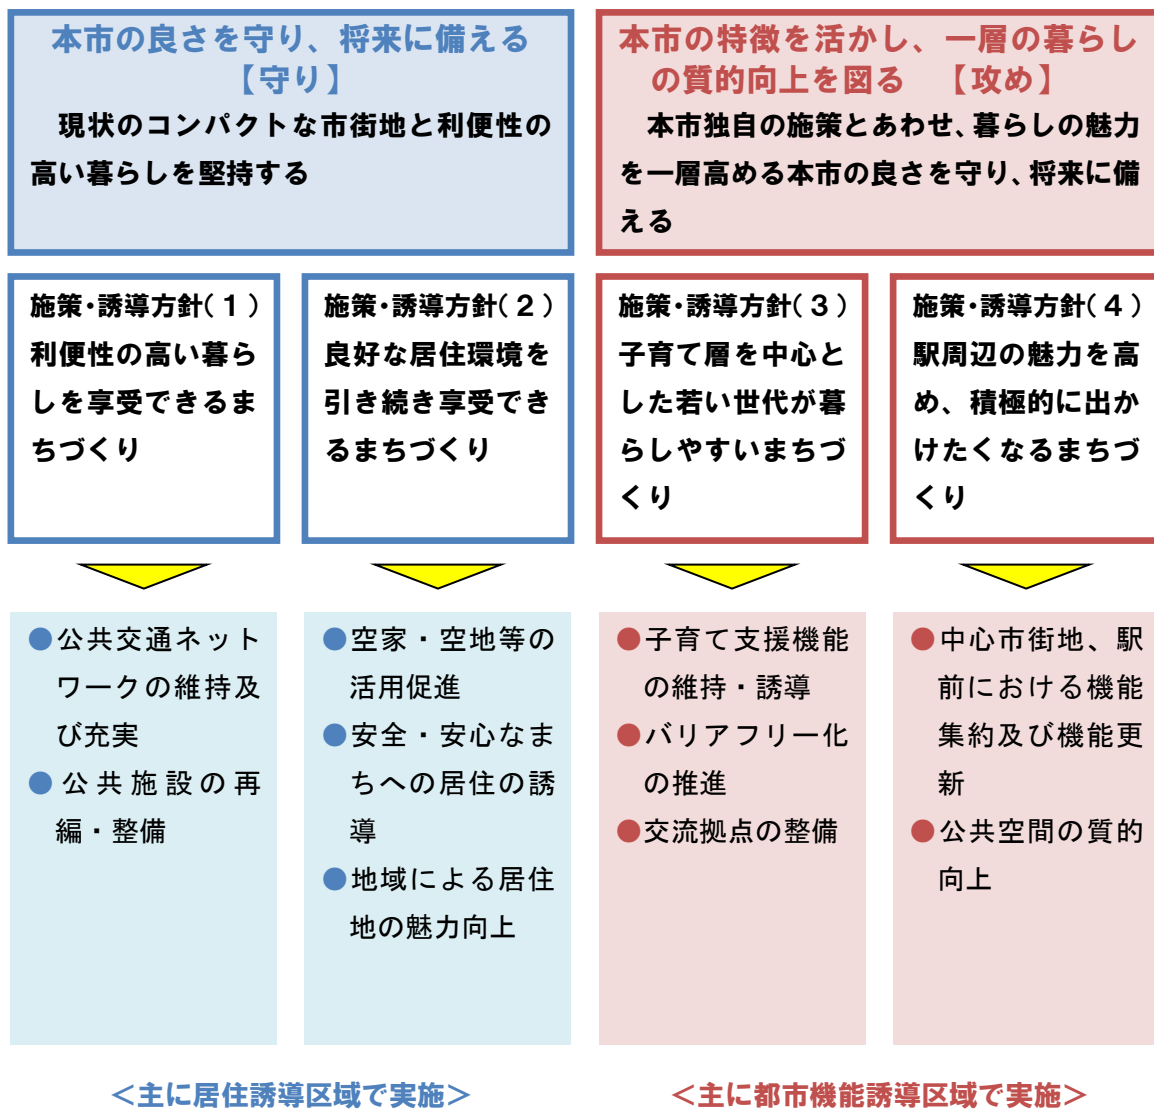 本市の良さを守り、将来に備える
【守り】
現状のコンパクトな市街地と利便性の
高い暮らしを堅持する
本市の特徴を活かし、一層の暮らし
の質的向上を図る　【攻め】
本市独自の施策とあわせ、暮らしの魅力
を一層高める本市の良さを守り、将来に備
える
施策・誘導方針(１)
利便性の高い暮ら
しを享受できるま
ちづくり
施策・誘導方針(２)
良好な居住環境を
引き続き享受でき
るまちづくり
施策・誘導方針(３)
子育て層を中心と
した若い世代が暮
らしやすいまちづ
くり
施策・誘導方針(４)
駅周辺の魅力を高
め、積極的に出か
けたくなるまちづ
くり
●公共交通ネット
ワークの維持及
び充実
●公共施設の再
編・整備
●空家・空地等の
活用促進
●安全・安心なま
ちへの居住の誘
導
●地域による居住
地の魅力向上
●子育て支援機能
の維持・誘導
●バリアフリー化
の推進
●交流拠点の整備
●中心市街地、駅
前における機能
集約及び機能更
新
●公共空間の質的
向上
＜主に居住誘導区域で実施＞
＜主に都市機能誘導区域で実施＞